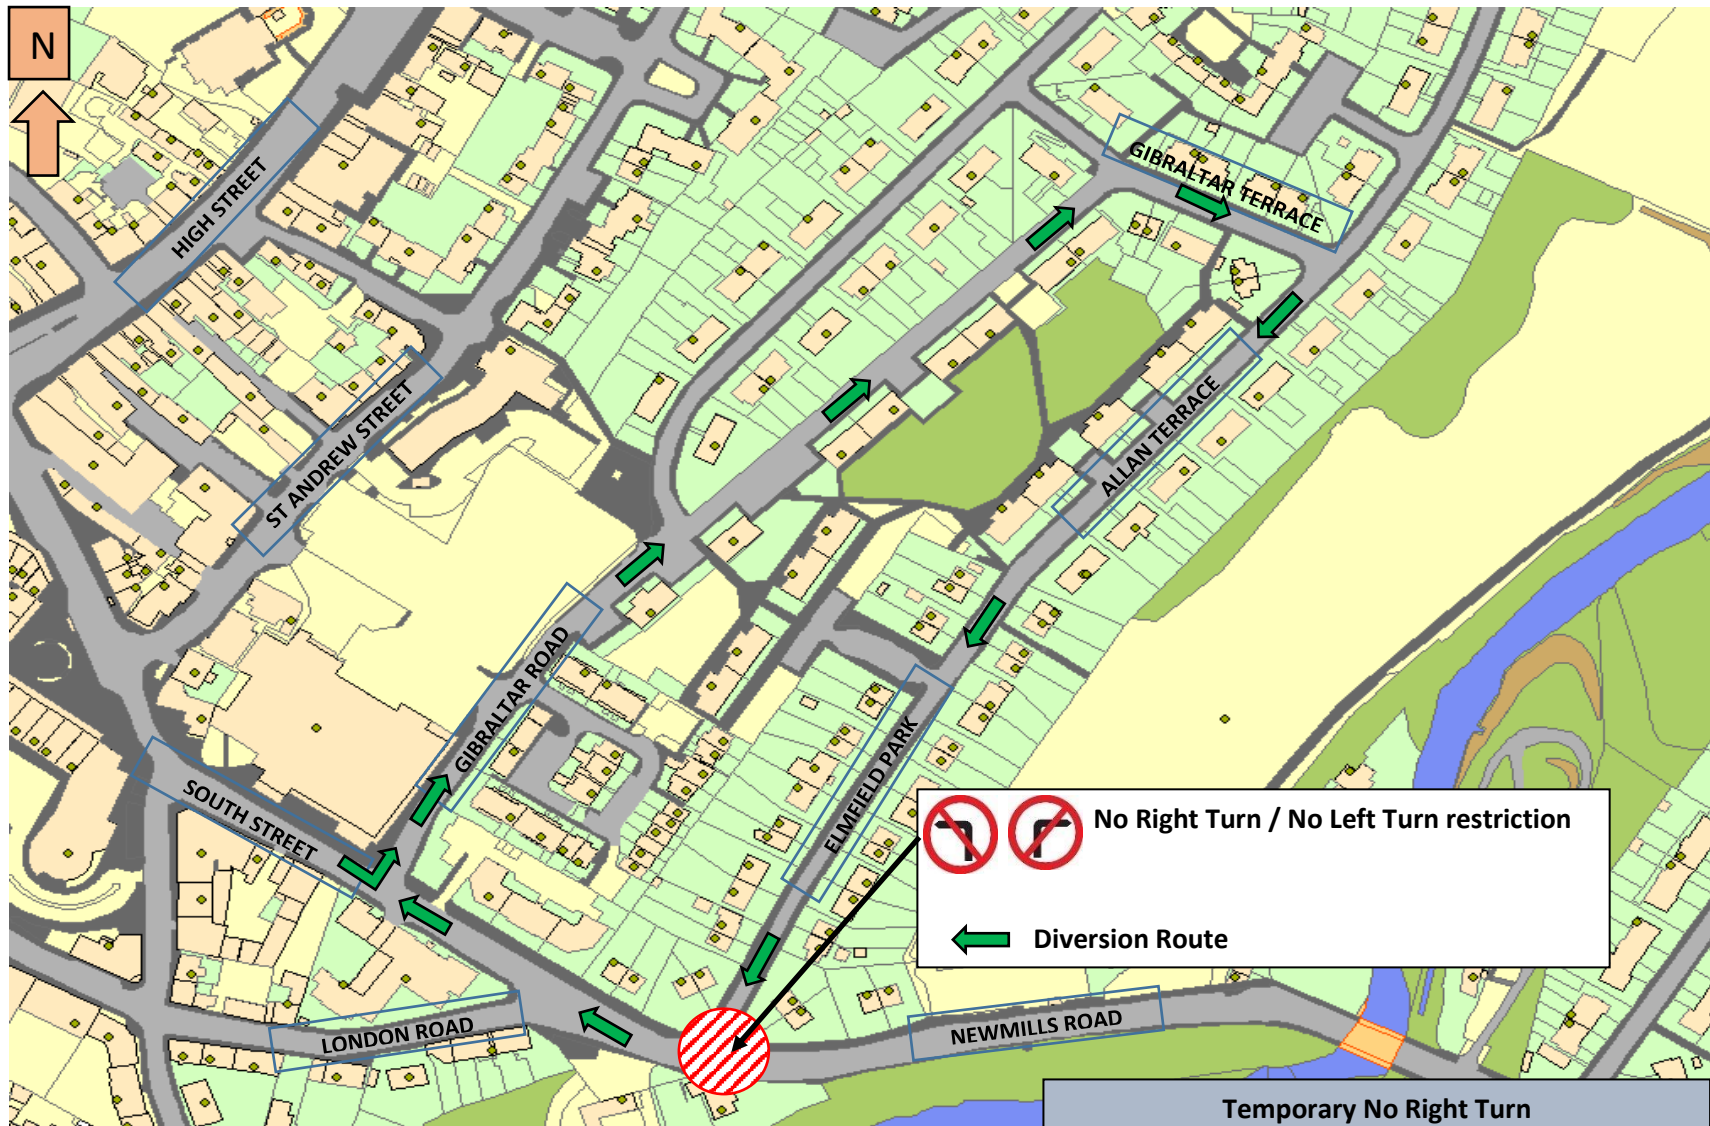 N
HIGH STREET
GIBRALTAR TERRACE
ST ANDREW STREET
ALLAN TERRACE
GIBRALTAR ROAD
ELMFIELD PARK
SOUTH STREET
No Right Turn / No Left Turn restriction
Diversion Route
LONDON ROAD
NEWMILLS ROAD
Temporary No Right Turn